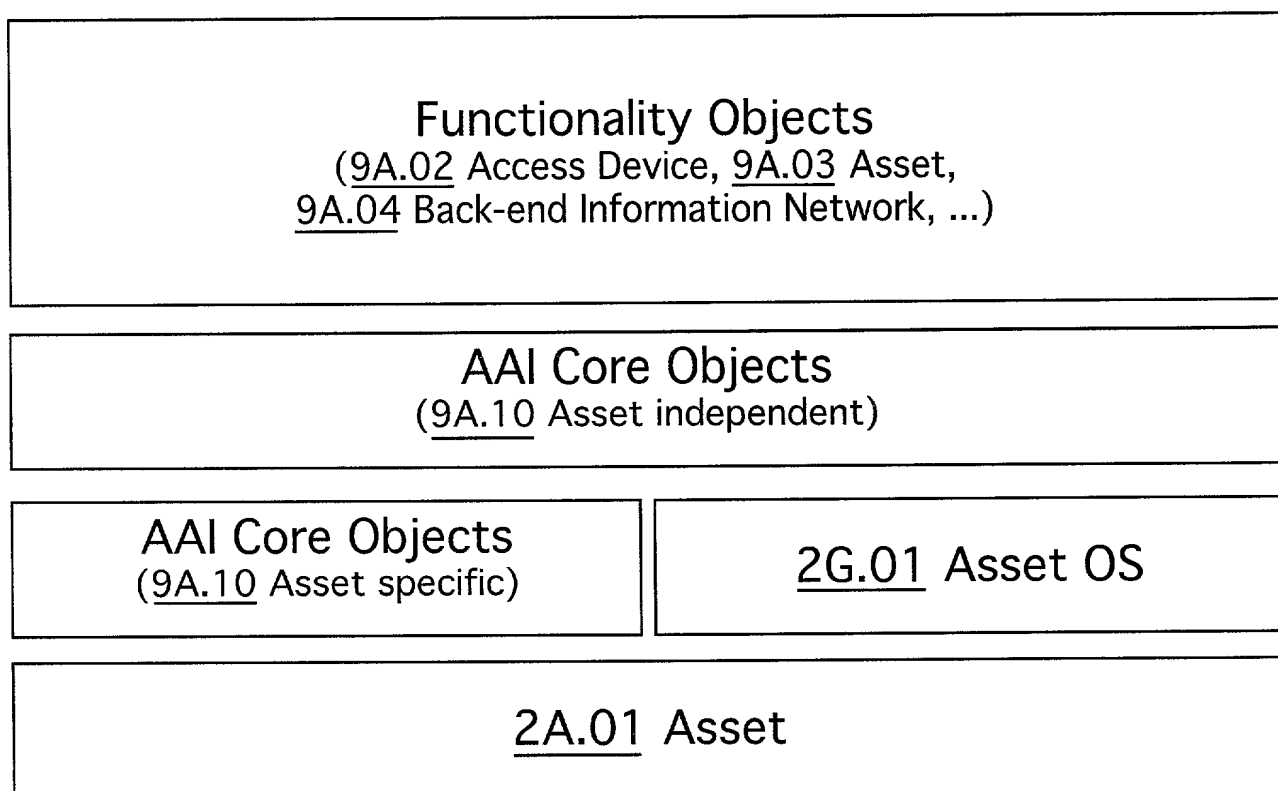 Functionality Objects
(9A.02 Access Device, 9A.03 Asset,
9A.04 Back-end Information Network, ...)
AAI Core Objects
(9A.10 Asset independent)
AAI Core Objects
(9A.10 Asset specific)
2G.01 Asset OS
2A.01 Asset